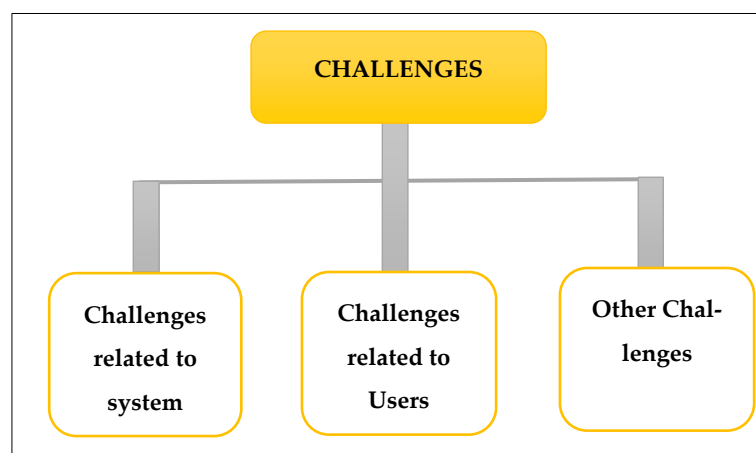 CHALLENGES
Challenges
related to
system
Challenges
related to
Users
Other Chal-
lenges